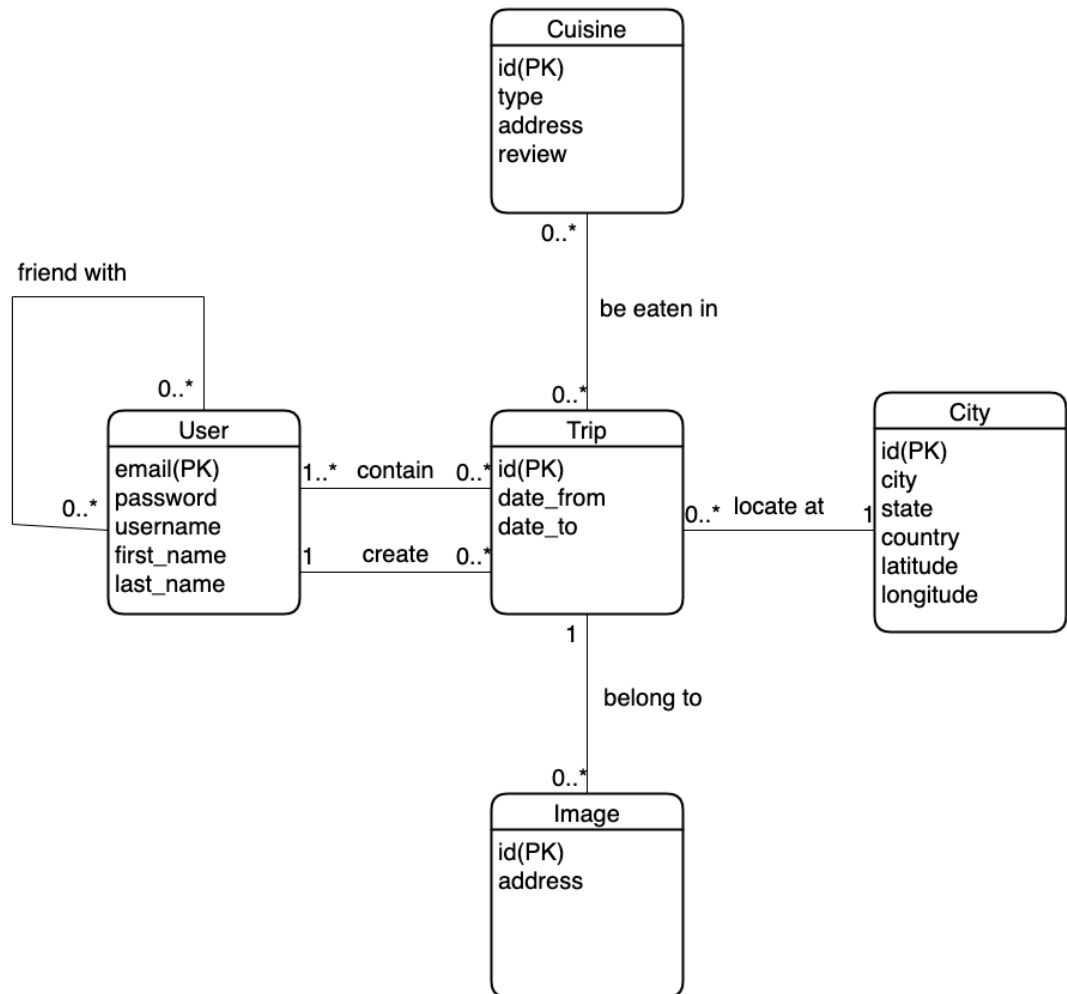 Cuisine
id(PK)
type
address
review
0..*
be eaten in
0..*
friend with
0..*
0..*
User
email(PK)
password
username
first_name
last_name
1..* contain 0..*
1 create 0..*
Trip
id(PK)
date_from
date_to
0..* locate at 1
City
id(PK)
city
state
country
latitude
longitude
1
belong to
0..*
Image
id(PK)
address